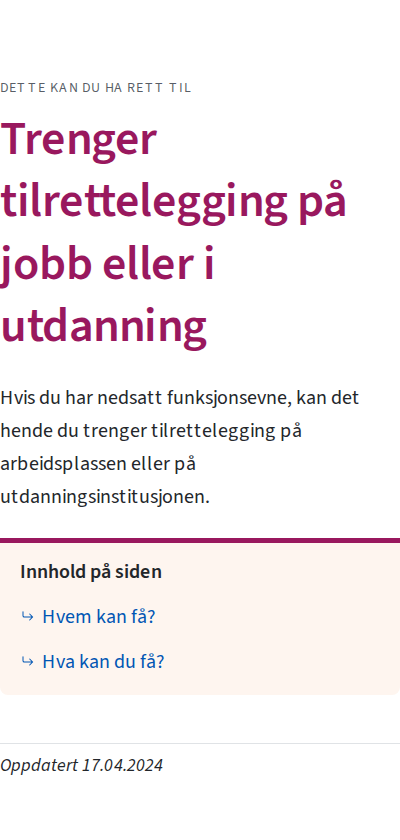 DETTE KAN DU HA RETT TIL
Trenger
tilrettelegging på
jobb eller i
utdanning
Hvis du har nedsatt funksjonsevne, kan det
hende du trenger tilrettelegging på
arbeidsplassen eller på
utdanningsinstitusjonen.
Innhold på siden
Hvem kan få?
Hva kan du få?
Oppdatert 17.04.2024